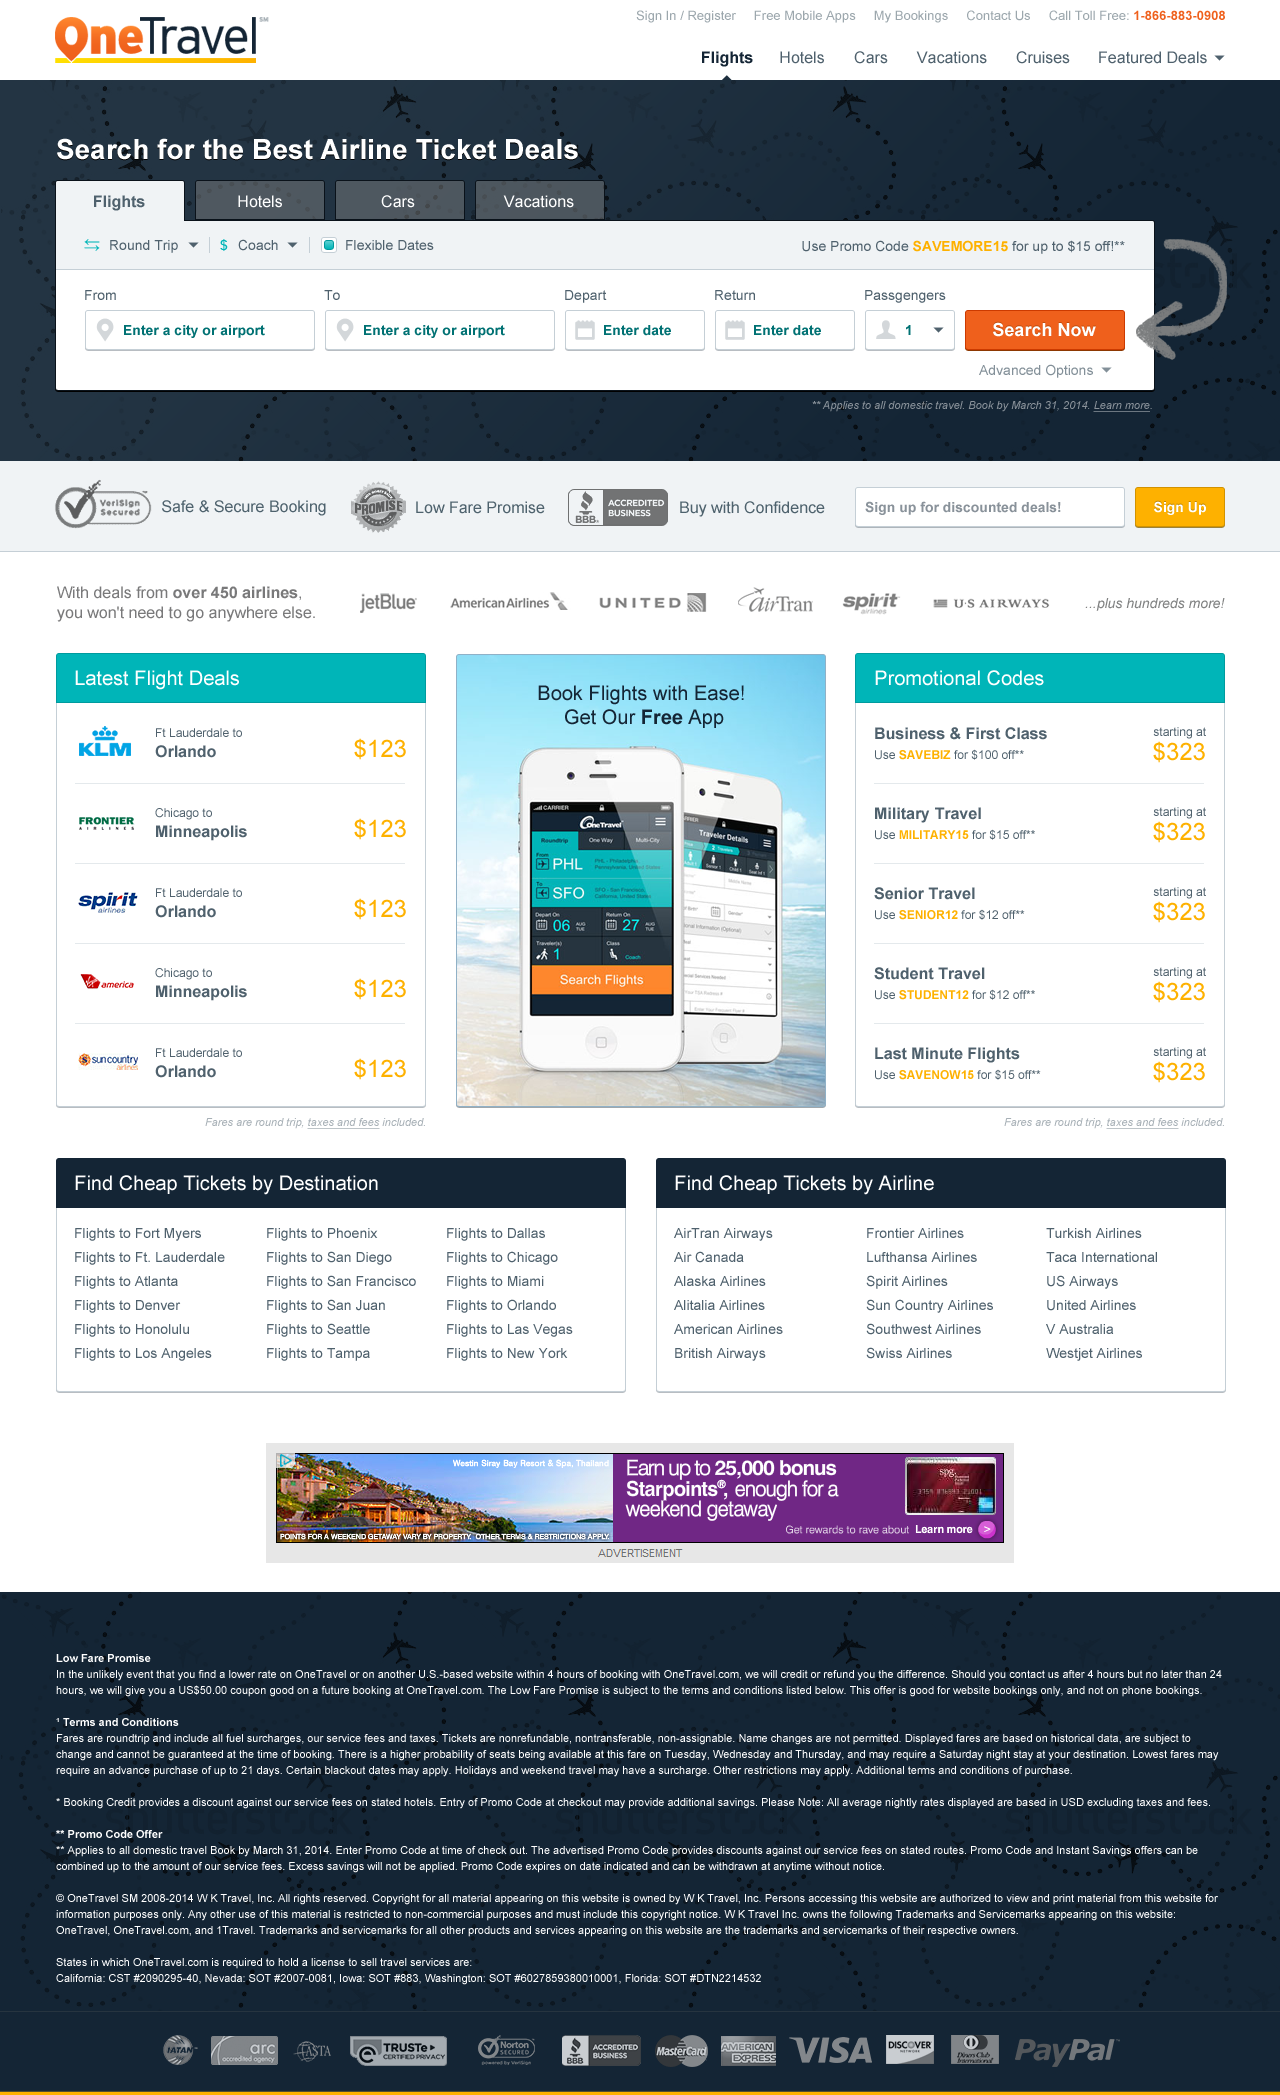 Sign In / Register Free Mobile Apps My Bookings Contact Us Call Toll Free: 1-866-883-0908
OneTravel SM
Flights Hotels Cars Vacations Cruises Featured Deals
Search for the Best Airline Ticket Deals
Flights Hotels Cars Vacations
Round Trip $ Coach Flexible Dates Use Promo Code SAVEMORE15 for up to $15 off!**
From To Depart Return Passgengers
Enter a city or airport Enter a city or airport Enter date Enter date 1 Search Now
Advanced Options
** Applies to all domestic travel. Book by March 31, 2014. Learn more.
VeriSign Secured Safe & Secure Booking PROMISE Low Fare Promise BBB ACCREDITED BUSINESS Buy with Confidence Sign up for discounted deals! Sign Up
With deals from over 450 airlines,
you won't need to go anywhere else.
jetBlue AmericanAirlines UNITED airTran spirit airlines U·S AIRWAYS ...plus hundreds more!
Latest Flight Deals
KLM Ft Lauderdale to
Orlando $123
FRONTIER AIRLINES Chicago to
Minneapolis $123
spirit airlines Ft Lauderdale to
Orlando $123
virgin america Chicago to
Minneapolis $123
sun country airlines Ft Lauderdale to
Orlando $123
Fares are round trip, taxes and fees included.
Book Flights with Ease!
Get Our Free App
CARRIER
OneTravel
Roundtrip One Way Multi-City
From
PHL PHL - Philadelphia, Pennsylvania, United States
To
SFO SFO - San Francisco, California, United States
Depart On Return On
06 AUG TUE 27 AUG TUE
Traveler(s) Class
1 Coach
Search Flights
CARRIER
Traveler Details
2 Travelers
Promotional Codes
Business & First Class starting at
Use SAVEBIZ for $100 off** $323
Military Travel starting at
Use MILITARY15 for $15 off** $323
Senior Travel starting at
Use SENIOR12 for $12 off** $323
Student Travel starting at
Use STUDENT12 for $12 off** $323
Last Minute Flights starting at
Use SAVENOW15 for $15 off** $323
Fares are round trip, taxes and fees included.
Find Cheap Tickets by Destination
Flights to Fort Myers Flights to Phoenix Flights to Dallas
Flights to Ft. Lauderdale Flights to San Diego Flights to Chicago
Flights to Atlanta Flights to San Francisco Flights to Miami
Flights to Denver Flights to San Juan Flights to Orlando
Flights to Honolulu Flights to Seattle Flights to Las Vegas
Flights to Los Angeles Flights to Tampa Flights to New York
Find Cheap Tickets by Airline
AirTran Airways Frontier Airlines Turkish Airlines
Air Canada Lufthansa Airlines Taca International
Alaska Airlines Spirit Airlines US Airways
Alitalia Airlines Sun Country Airlines United Airlines
American Airlines Southwest Airlines V Australia
British Airways Swiss Airlines Westjet Airlines
Westin Siray Bay Resort & Spa, Thailand
POINTS FOR A WEEKEND GETAWAY VARY BY PROPERTY. OTHER TERMS & RESTRICTIONS APPLY.
Earn up to 25,000 bonus
Starpoints®, enough for a
weekend getaway
spg
3759 876543 21001
Get rewards to rave about Learn more >
ADVERTISEMENT
Low Fare Promise
In the unlikely event that you find a lower rate on OneTravel or on another U.S.-based website within 4 hours of booking with OneTravel.com, we will credit or refund you the difference. Should you contact us after 4 hours but no later than 24
hours, we will give you a US$50.00 coupon good on a future booking at OneTravel.com. The Low Fare Promise is subject to the terms and conditions listed below. This offer is good for website bookings only, and not on phone bookings.
¹ Terms and Conditions
Fares are roundtrip and include all fuel surcharges, our service fees and taxes. Tickets are nonrefundable, nontransferable, non-assignable. Name changes are not permitted. Displayed fares are based on historical data, are subject to
change and cannot be guaranteed at the time of booking. There is a higher probability of seats being available at this fare on Tuesday, Wednesday and Thursday, and may require a Saturday night stay at your destination. Lowest fares may
require an advance purchase of up to 21 days. Certain blackout dates may apply. Holidays and weekend travel may have a surcharge. Other restrictions may apply. Additional terms and conditions of purchase.
* Booking Credit provides a discount against our service fees on stated hotels. Entry of Promo Code at checkout may provide additional savings. Please Note: All average nightly rates displayed are based in USD excluding taxes and fees.
** Promo Code Offer
** Applies to all domestic travel Book by March 31, 2014. Enter Promo Code at time of check out. The advertised Promo Code provides discounts against our service fees on stated routes. Promo Code and Instant Savings offers can be
combined up to the amount of our service fees. Excess savings will not be applied. Promo Code expires on date indicated and can be withdrawn at anytime without notice.
© OneTravel SM 2008-2014 W K Travel, Inc. All rights reserved. Copyright for all material appearing on this website is owned by W K Travel, Inc. Persons accessing this website are authorized to view and print material from this website for
information purposes only. Any other use of this material is restricted to non-commercial purposes and must include this copyright notice. W K Travel Inc. owns the following Trademarks and Servicemarks appearing on this website:
OneTravel, OneTravel.com, and 1Travel. Trademarks and servicemarks for all other products and services appearing on this website are the trademarks and servicemarks of their respective owners.
States in which OneTravel.com is required to hold a license to sell travel services are:
California: CST #2090295-40, Nevada: SOT #2007-0081, Iowa: SOT #883, Washington: SOT #6027859380010001, Florida: SOT #DTN2214532
IATAN arc accredited agency TASTA TRUSTe CERTIFIED PRIVACY Norton SECURED powered by VeriSign BBB ACCREDITED BUSINESS MasterCard AMERICAN EXPRESS VISA DISCOVER NETWORK Diners Club International PayPal